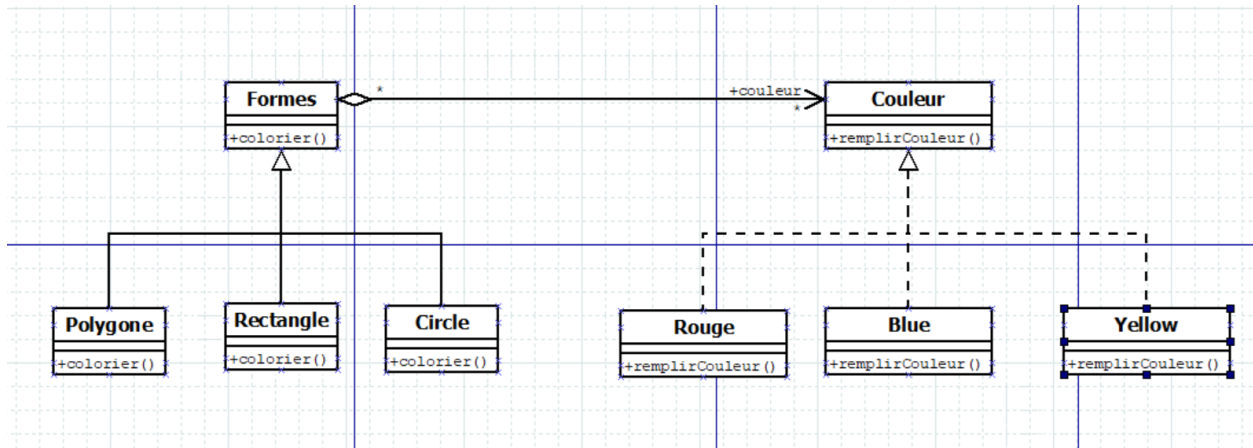 Formes
+colorier()
*
+couleur
*
Couleur
+remplirCouleur()
Polygone
+colorier()
Rectangle
+colorier()
Circle
+colorier()
Rouge
+remplirCouleur()
Blue
+remplirCouleur()
Yellow
+remplirCouleur()